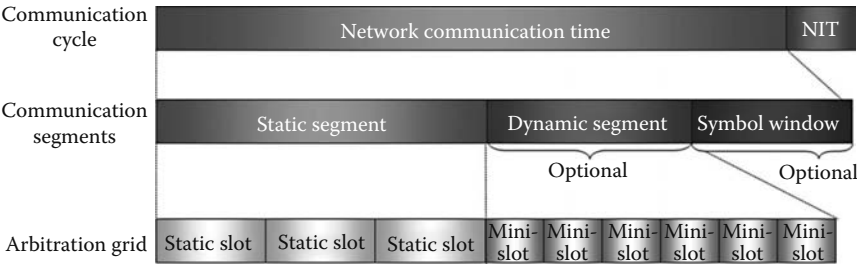 Communication
cycle
Network communication time
NIT
Communication
segments
Static segment
Dynamic segment
Symbol window
Optional
Optional
Arbitration grid
Static slot
Static slot
Static slot
Mini-
slot
Mini-
slot
Mini-
slot
Mini-
slot
Mini-
slot
Mini-
slot